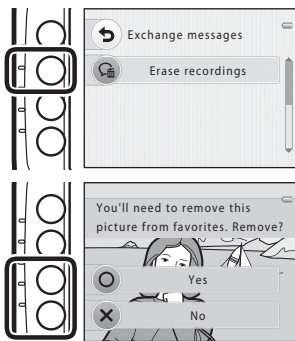 Exchange messages
Erase recordings
You'll need to remove this
picture from favorites. Remove?
Yes
No